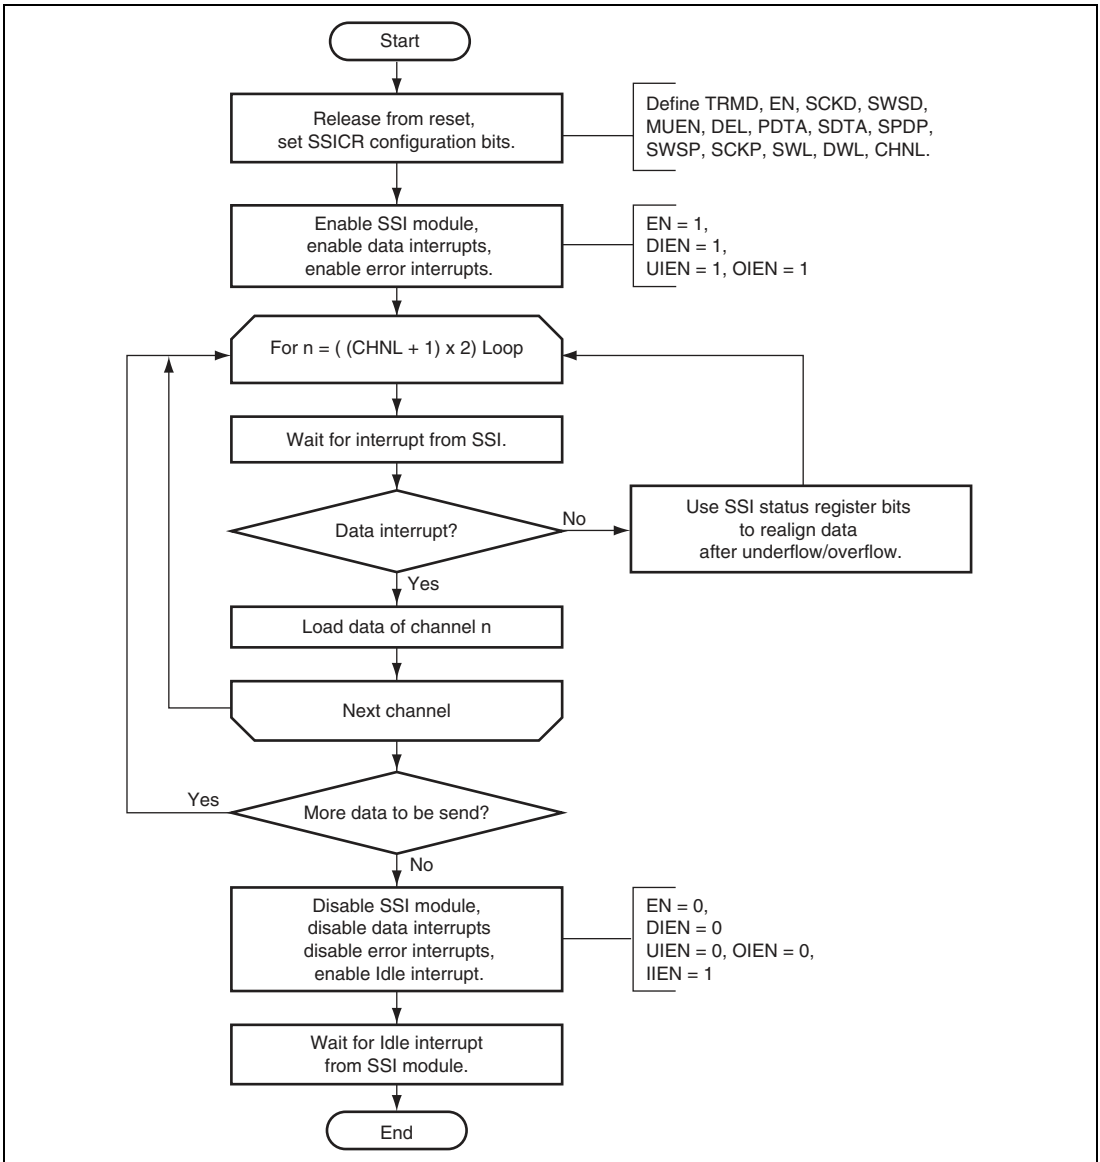 Start
Release from reset,
set SSICR configuration bits.
Define TRMD, EN, SCKD, SWSD,
MUEN, DEL, PDTA, SDTA, SPDP,
SWSP, SCKP, SWL, DWL, CHNL.
Enable SSI module,
enable data interrupts,
enable error interrupts.
EN = 1,
DIEN = 1,
UIEN = 1, OIEN = 1
For n = ( (CHNL + 1) x 2) Loop
Wait for interrupt from SSI.
Data interrupt?
No
Use SSI status register bits
to realign data
after underflow/overflow.
Yes
Load data of channel n
Next channel
More data to be send?
Yes
No
Disable SSI module,
disable data interrupts
disable error interrupts,
enable Idle interrupt.
EN = 0,
DIEN = 0
UIEN = 0, OIEN = 0,
IIEN = 1
Wait for Idle interrupt
from SSI module.
End